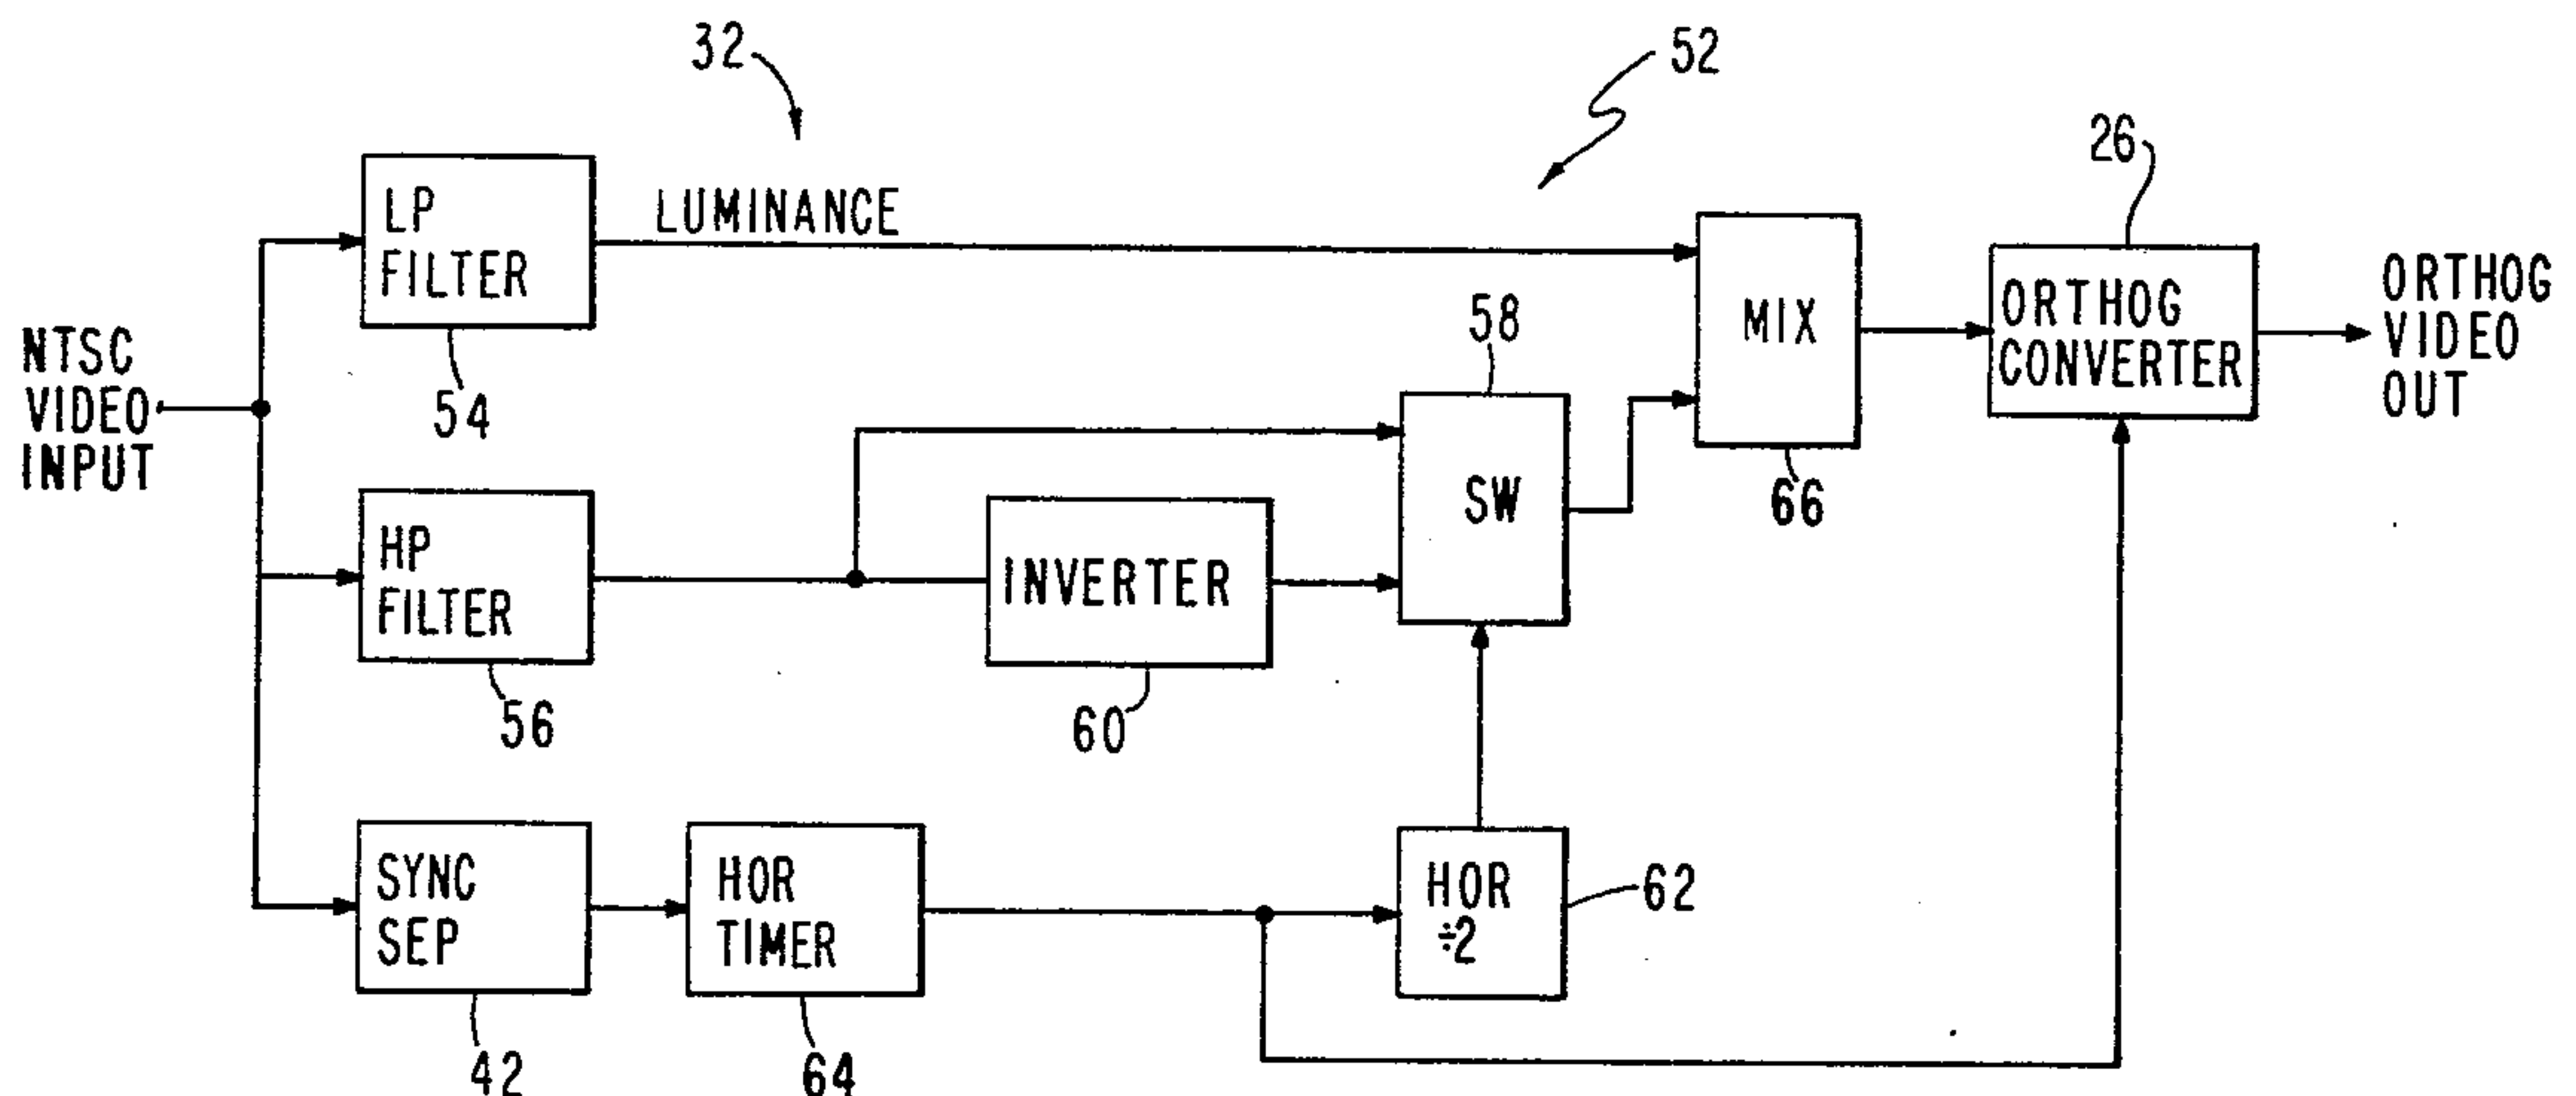 32
52
26
LP
FILTER
LUMINANCE
54
NTSC
VIDEO
INPUT
HP
FILTER
56
INVERTER
60
58
SW
MIX
66
ORTHOG
CONVERTER
ORTHOG
VIDEO
OUT
SYNC
SEP
42
HOR
TIMER
64
HOR
÷2
62